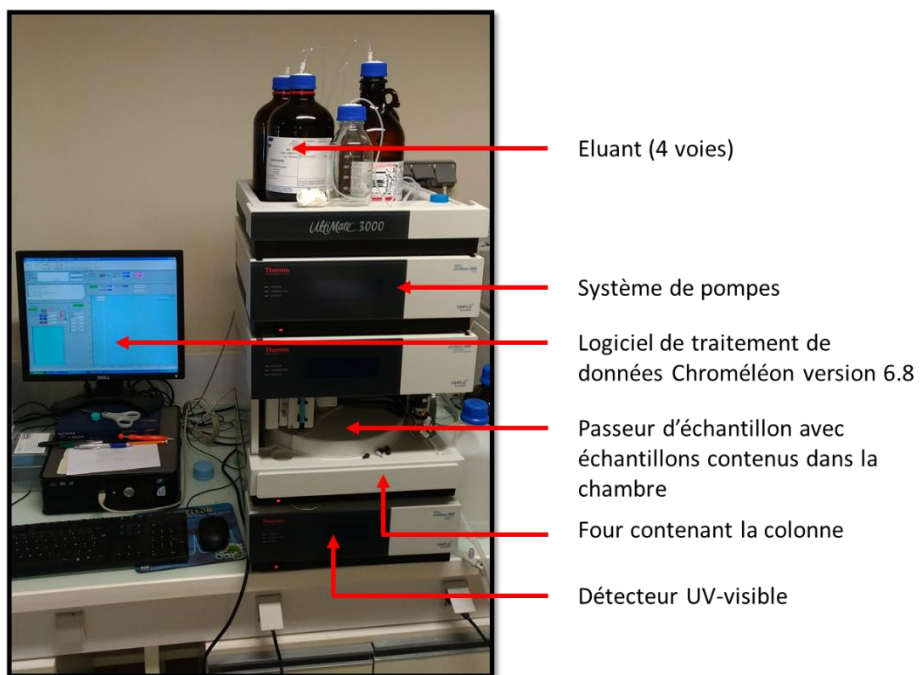 Eluant (4 voies)
UltiMate 3000
Thermo
Système de pompes
Logiciel de traitement de
données Chroméléon version 6.8
Thermo
DELL
Passeur d'échantillon avec
échantillons contenus dans la
chambre
Four contenant la colonne
Détecteur UV-visible